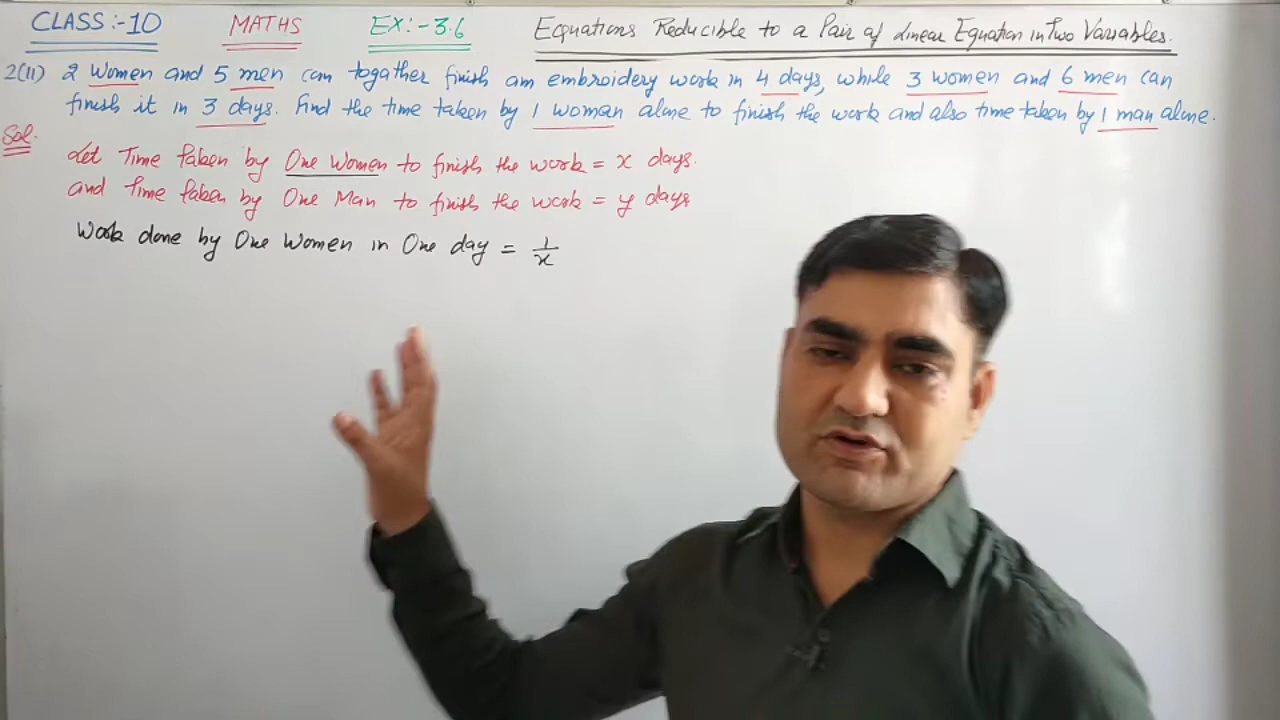 CLASS:-10 MATHS EX:-3.6 Equations Reducible to a Pair of Linear Equation in Two Variables.
2(II) 2 Women and 5 men can togather finish an embroidery work in 4 days, while 3 women and 6 men can
finish it in 3 days. Find the time taken by 1 woman alone to finish the work and also time taken by 1 man alone.
Sol.
Let Time taken by One Women to finish the work = x days.
and time taken by One Man to finish the work = y days
Work done by One Women in One day = 1/x